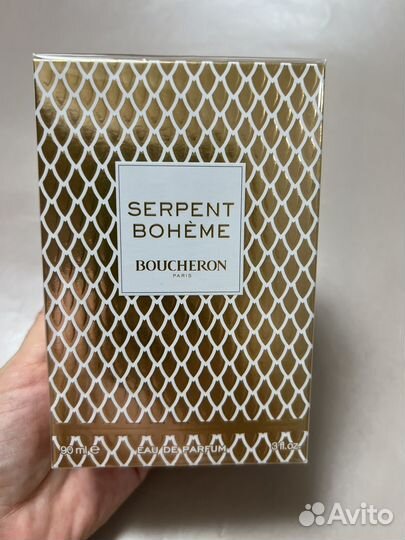 SERPENT
BOHÈME
BOUCHERON
PARIS
90 ml ℮ EAU DE PARFUM 3 fl.oz
Avito